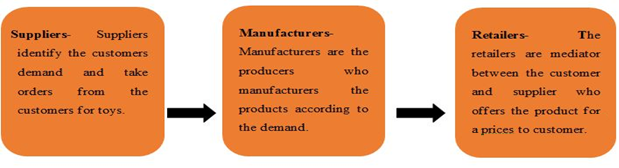 Suppliers- Suppliers
identify the customers
demand and take
orders from the
customers for toys.
Manufacturers-
Manufacturers are the
producers who
manufacturers the
products according to
the demand.
Retailers- The
retailers are mediator
between the customer
and supplier who
offers the product for
a prices to customer.